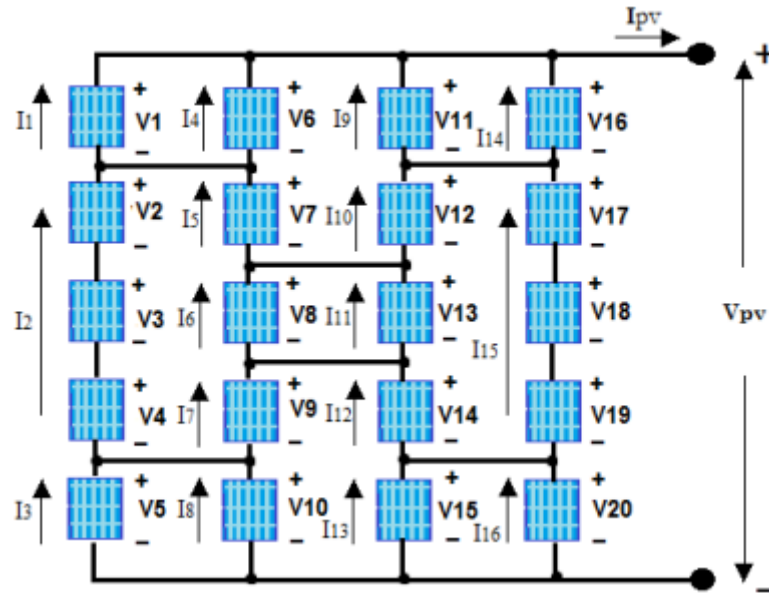 Ipv
+
I1 + V1 − I4 + V6 − I9 + V11 − I14 + V16 −
+ V2 − I5 + V7 − I10 + V12 − + V17 −
I2 + V3 − I6 + V8 − I11 + V13 − I15 + V18 − Vpv
+ V4 − I7 + V9 − I12 + V14 − + V19 −
I3 + V5 − I8 + V10 − I13 + V15 − I16 + V20 −
−